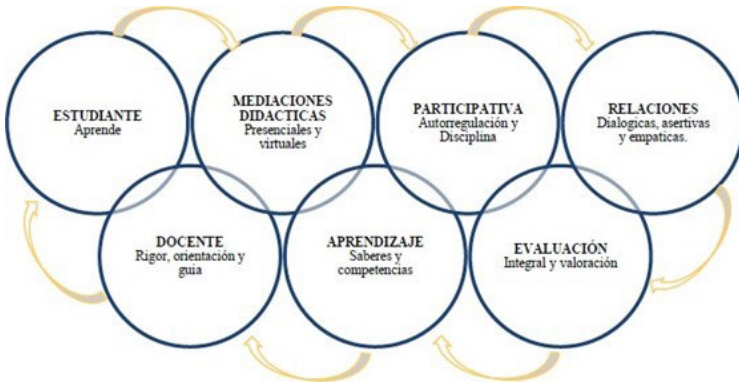 ESTUDIANTE
Aprende
MEDIACIONES
DIDACTICAS
Presenciales y
virtuales
PARTICIPATIVA
Autorregulación y
Disciplina
RELACIONES
Dialogicas, asertivas
y empaticas.
DOCENTE
Rigor, orientación y
guia
APRENDIZAJE
Saberes y
competencias
EVALUACIÓN
Integral y valoración